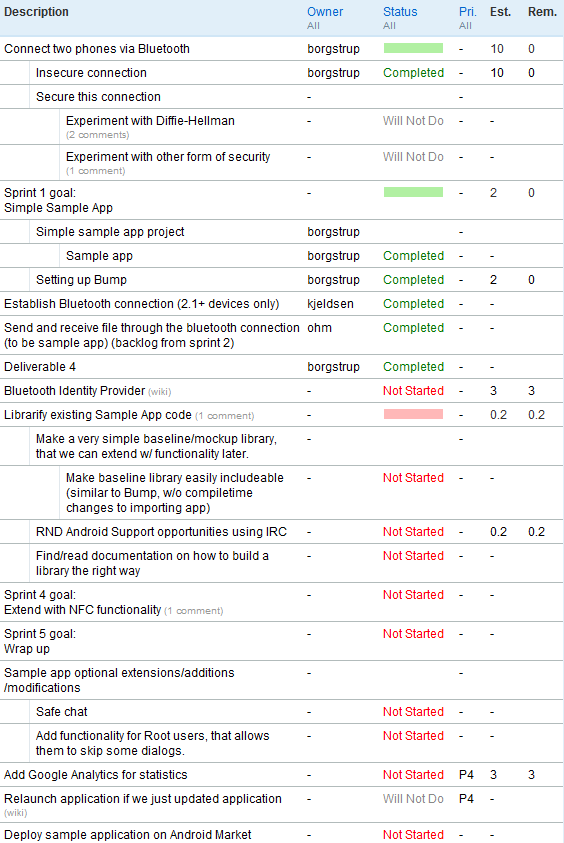 Description Owner Status Pri. Est. Rem.
All All All
Connect two phones via Bluetooth borgstrup - 10 0
Insecure connection borgstrup Completed - 10 0
Secure this connection - -
Experiment with Diffie-Hellman - Will Not Do - -
(2 comments)
Experiment with other form of security - Will Not Do - -
(1 comment)
Sprint 1 goal: - - 2 0
Simple Sample App
Simple sample app project borgstrup -
Sample app borgstrup Completed - -
Setting up Bump borgstrup Completed - 2 0
Establish Bluetooth connection (2.1+ devices only) kjeldsen Completed - -
Send and receive file through the bluetooth connection ohm Completed - -
(to be sample app) (backlog from sprint 2)
Deliverable 4 borgstrup Completed - -
Bluetooth Identity Provider (wiki) - Not Started - 3 3
Librarify existing Sample App code (1 comment) - - 0.2 0.2
Make a very simple baseline/mockup library, - -
that we can extend w/ functionality later.
Make baseline library easily includeable - Not Started - -
(similar to Bump, w/o compiletime
changes to importing app)
RND Android Support opportunities using IRC - Not Started - 0.2 0.2
Find/read documentation on how to build a - Not Started - -
library the right way
Sprint 4 goal: - Not Started - -
Extend with NFC functionality (1 comment)
Sprint 5 goal: - Not Started - -
Wrap up
Sample app optional extensions/additions - -
/modifications
Safe chat - Not Started - -
Add functionality for Root users, that allows - Not Started - -
them to skip some dialogs.
Add Google Analytics for statistics - Not Started P4 3 3
Relaunch application if we just updated application - Will Not Do P4 -
(wiki)
Deploy sample application on Android Market - Not Started - -